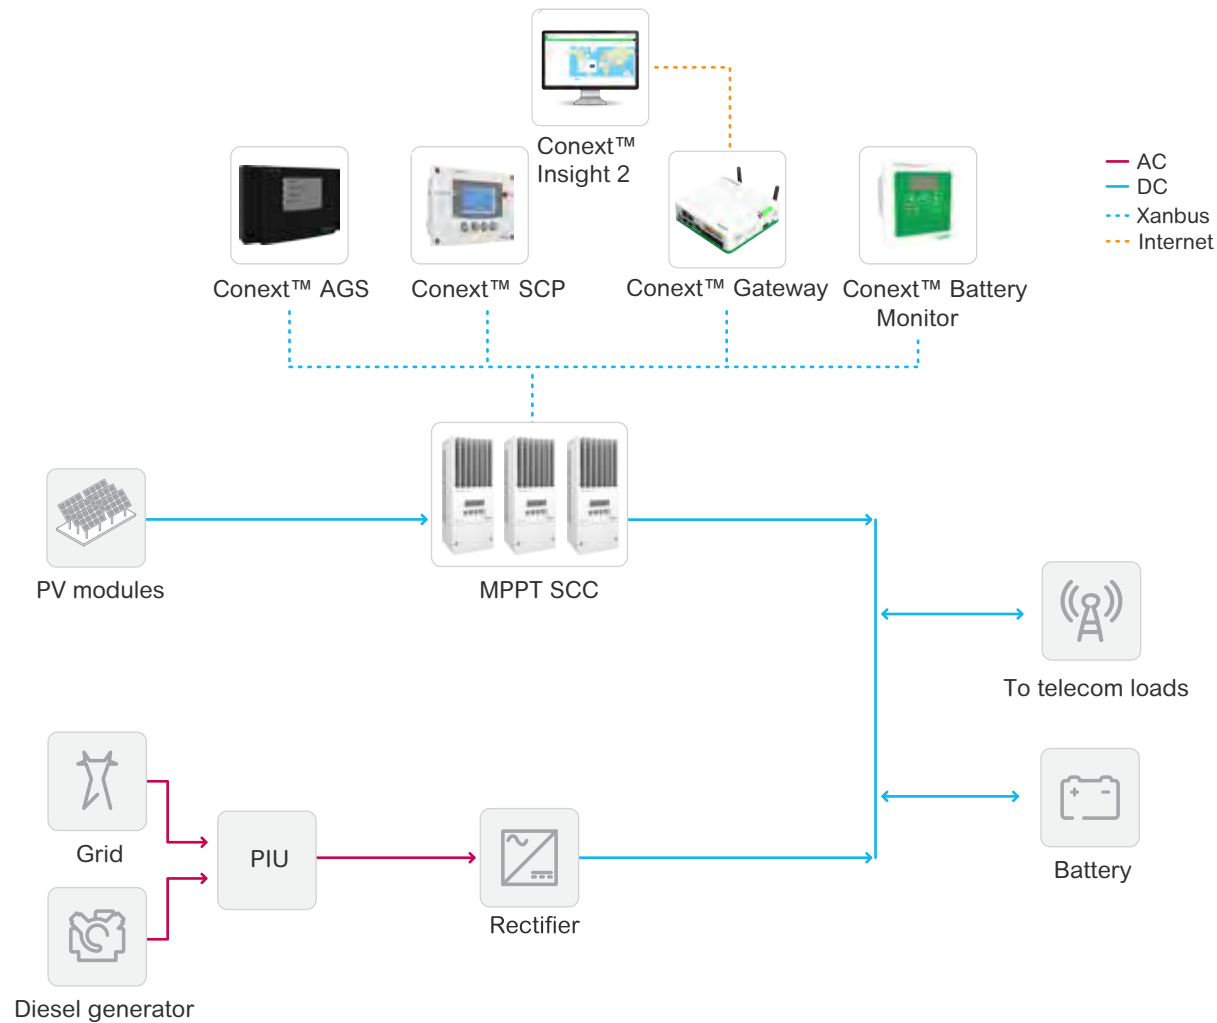 Conext™
Insight 2
AC
DC
Xanbus
Internet
Conext™ AGS
Conext™ SCP
Conext™ Gateway
Conext™ Battery
Monitor
PV modules
MPPT SCC
To telecom loads
Grid
PIU
Rectifier
Battery
Diesel generator